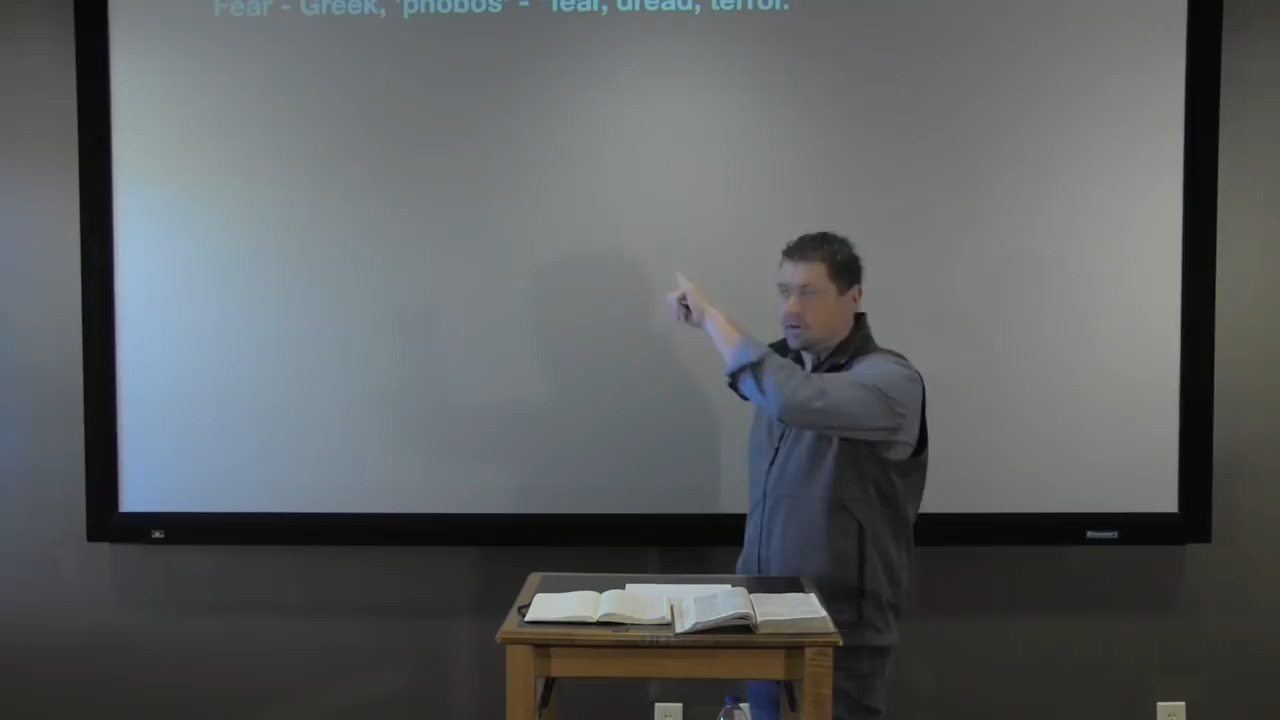 Fear - Greek, 'phobos' - "fear, dread, terror.